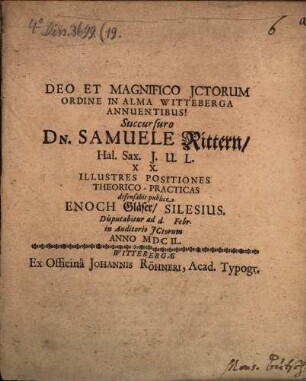 4° Diss. 3699. (19.
6
DEO ET MAGNIFICO JCTORUM
ORDINE IN ALMA WITTEBERGA
ANNUENTIBUS!
Succursuro
DN. SAMUELE Rittern/
Hal. Sax. J. U. L.
X X.
ILLUSTRES POSITIONES
THEORICO-PRACTICAS
defensabit publicè
ENOCH Gläser/ SILESIUS.
Disputabitur ad d. Febr.
in Auditorio JCtorum
ANNO MDCIL.
WITTEBERGÆ
Ex Officinâ JOHANNIS RÖHNERI, Acad. Typogr.